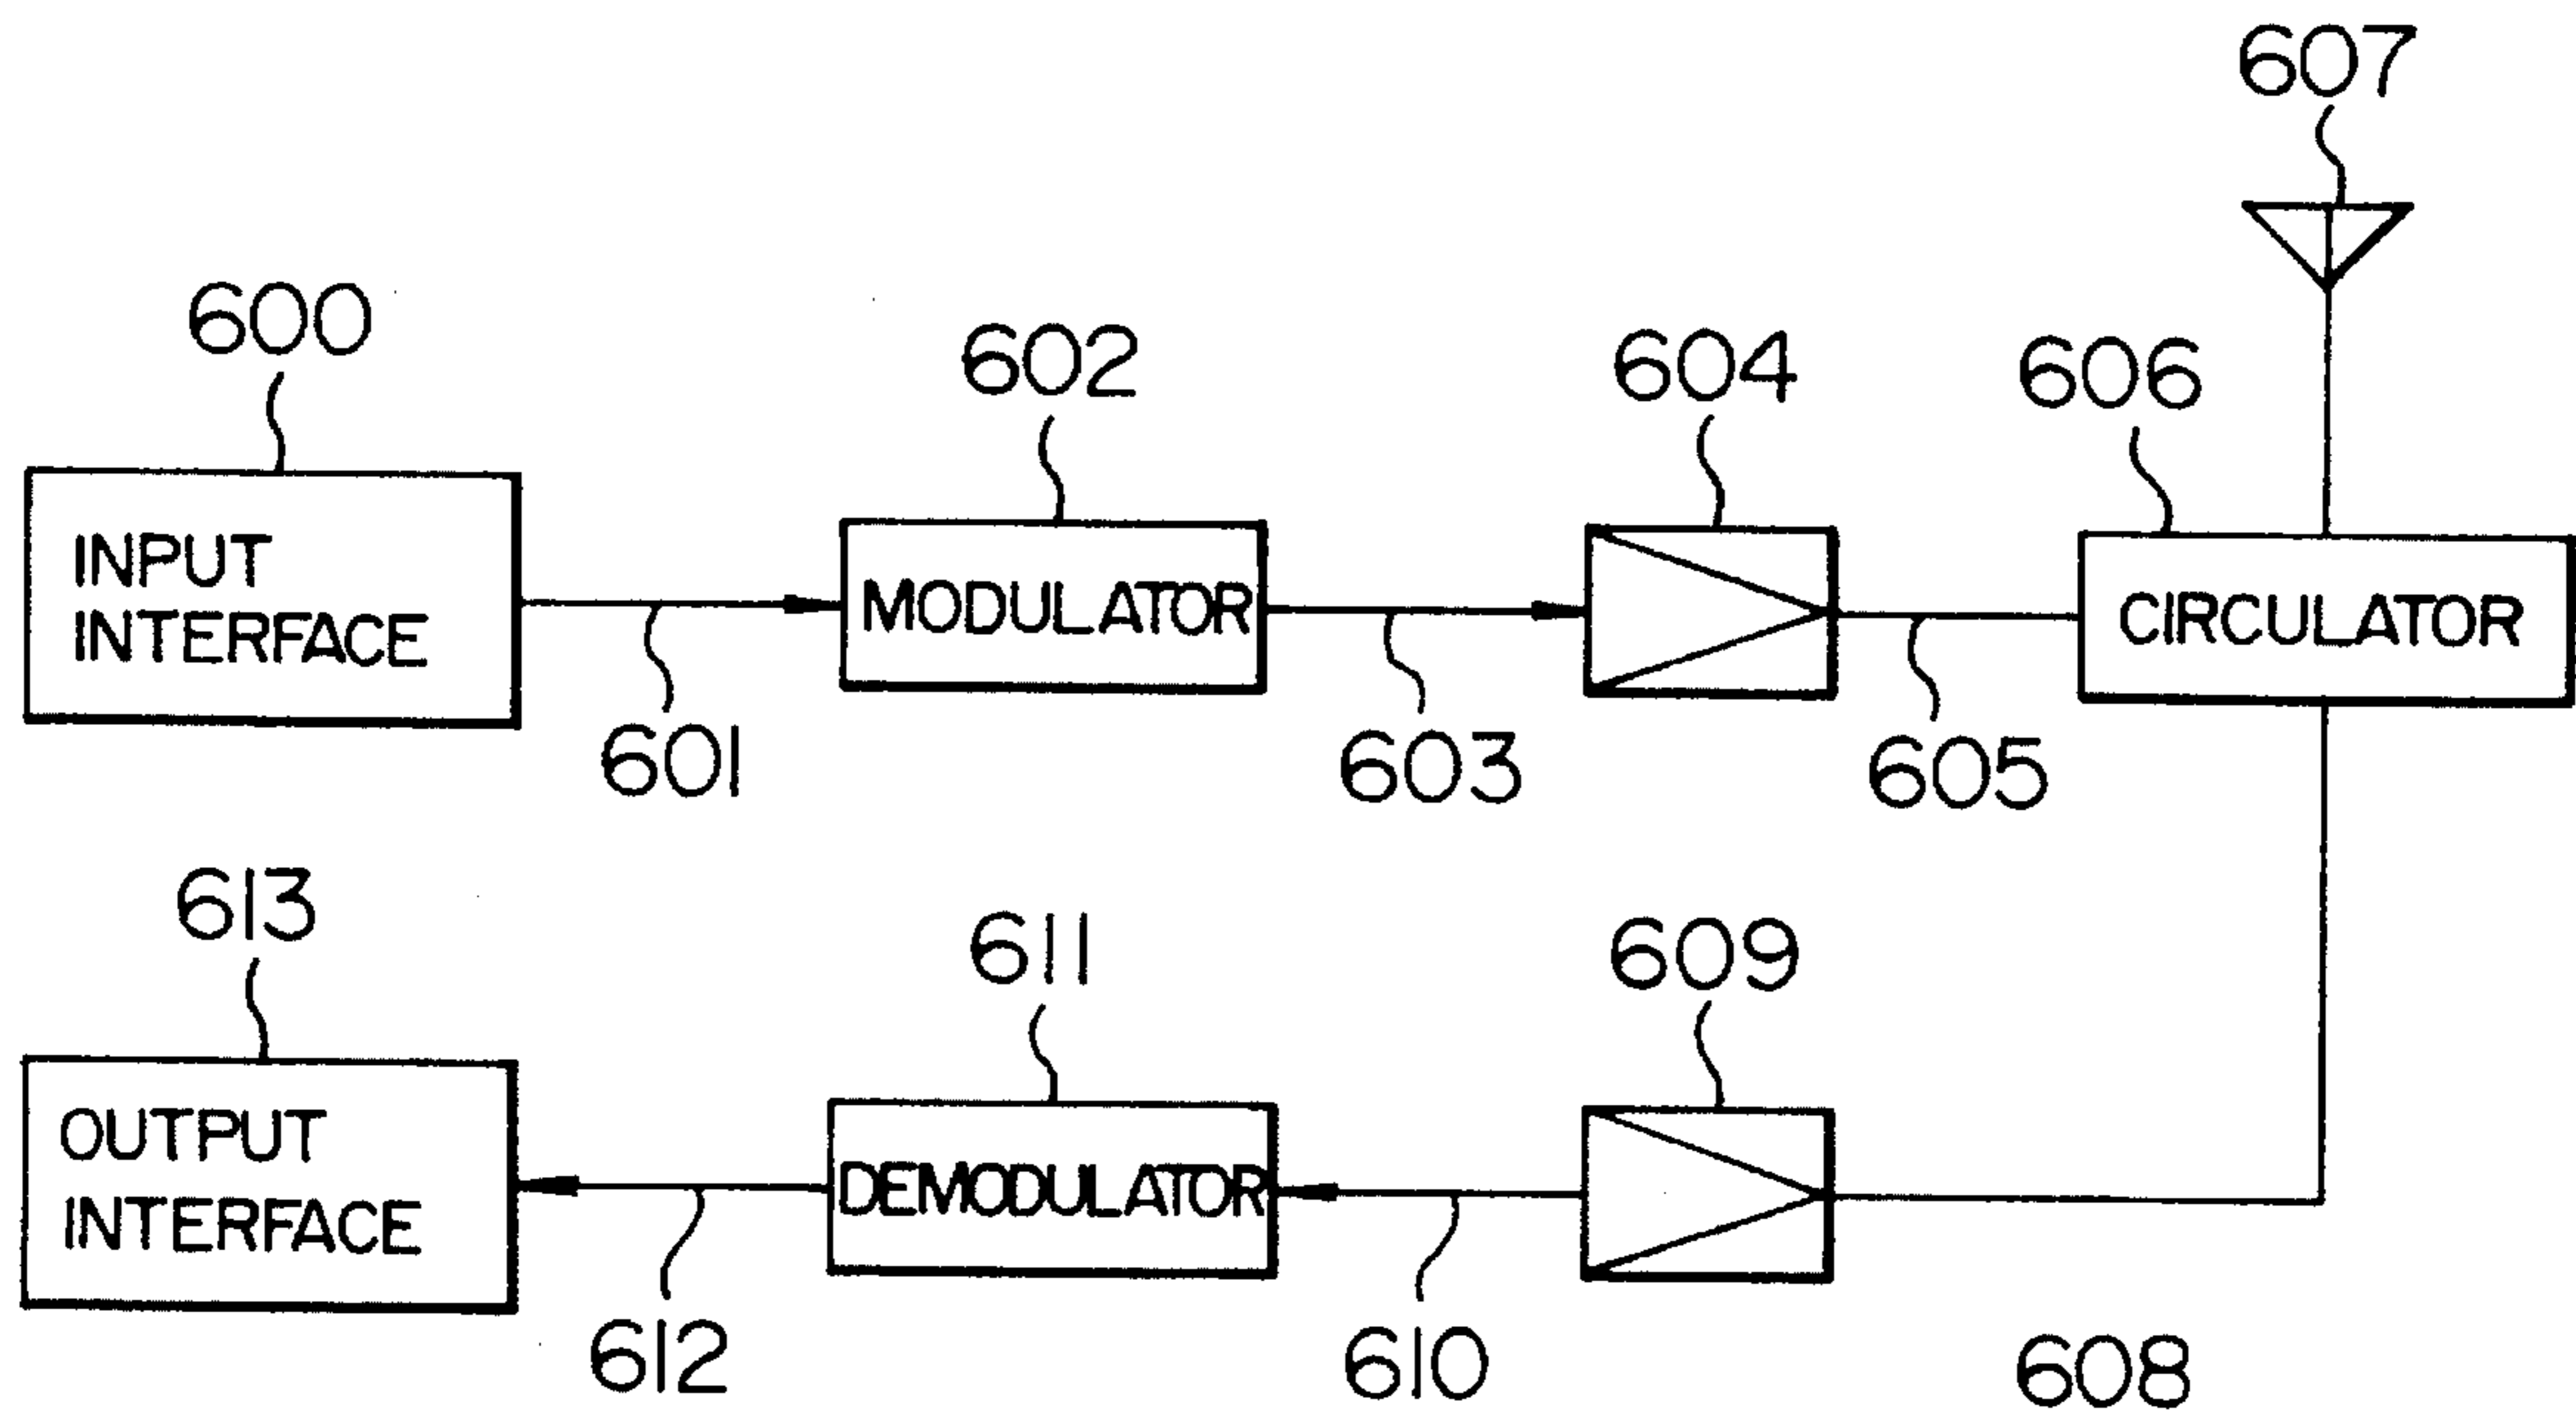 607
600
602
604
606
INPUT
INTERFACE
MODULATOR
CIRCULATOR
601
603
605
613
611
609
OUTPUT
INTERFACE
DEMODULATOR
612
610
608